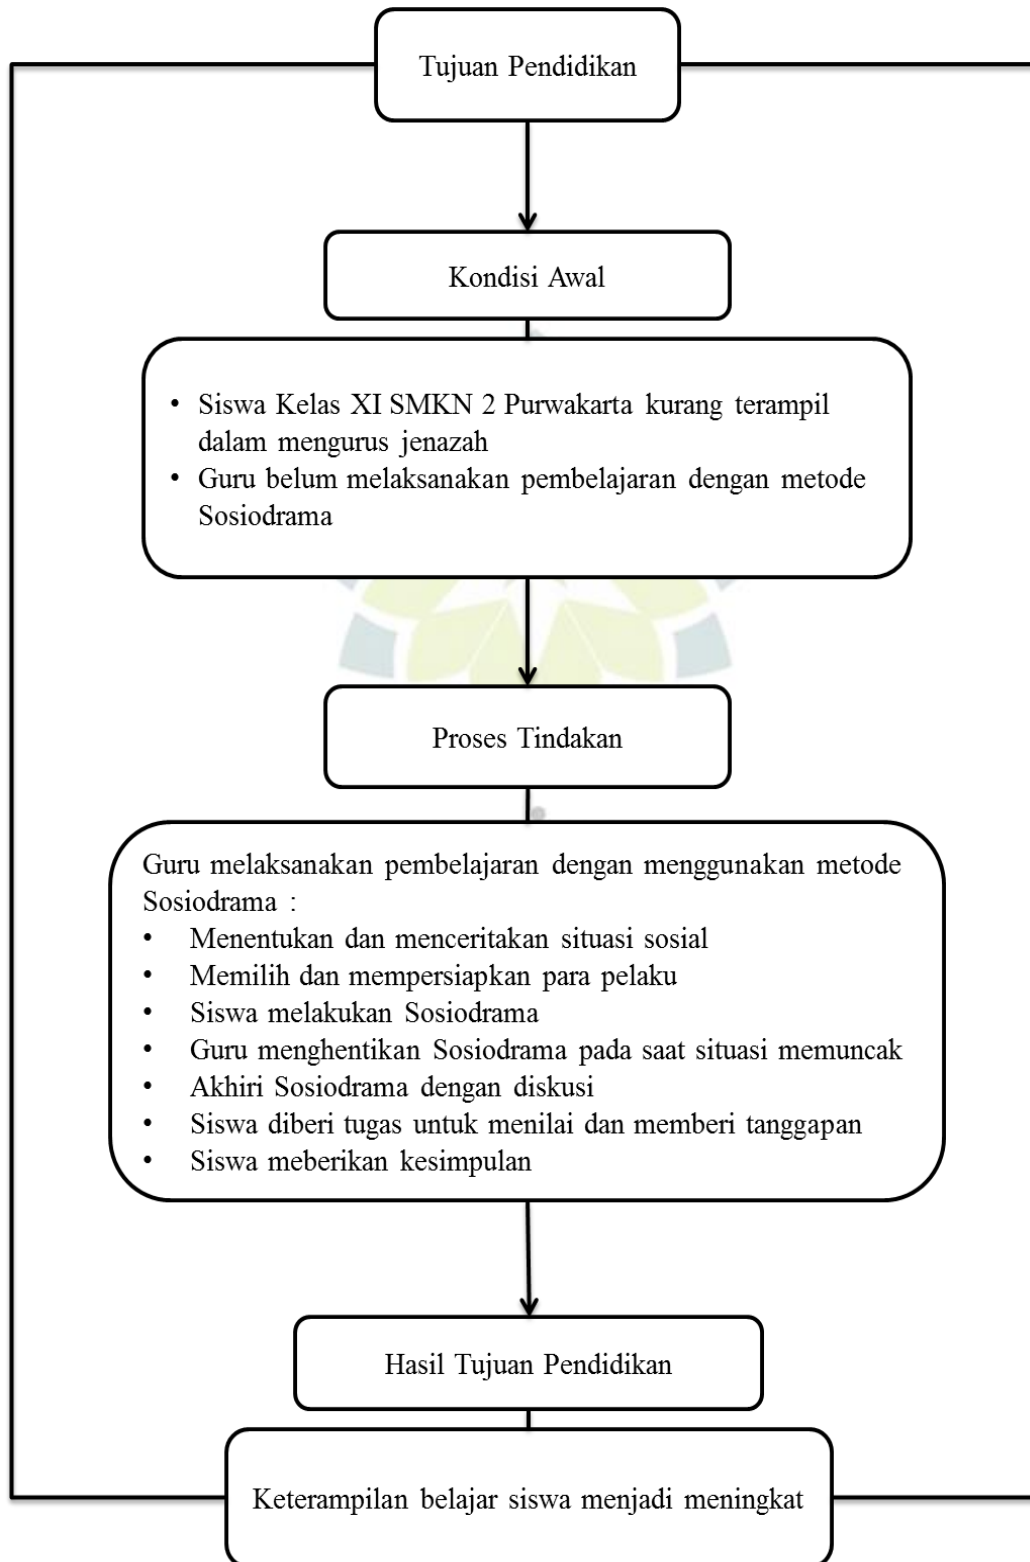 Tujuan Pendidikan
Kondisi Awal
• Siswa Kelas XI SMKN 2 Purwakarta kurang terampil
dalam mengurus jenazah
• Guru belum melaksanakan pembelajaran dengan metode
Sosiodrama
Proses Tindakan
Guru melaksanakan pembelajaran dengan menggunakan metode
Sosiodrama :
• Menentukan dan menceritakan situasi sosial
• Memilih dan mempersiapkan para pelaku
• Siswa melakukan Sosiodrama
• Guru menghentikan Sosiodrama pada saat situasi memuncak
• Akhiri Sosiodrama dengan diskusi
• Siswa diberi tugas untuk menilai dan memberi tanggapan
• Siswa meberikan kesimpulan
Hasil Tujuan Pendidikan
Keterampilan belajar siswa menjadi meningkat